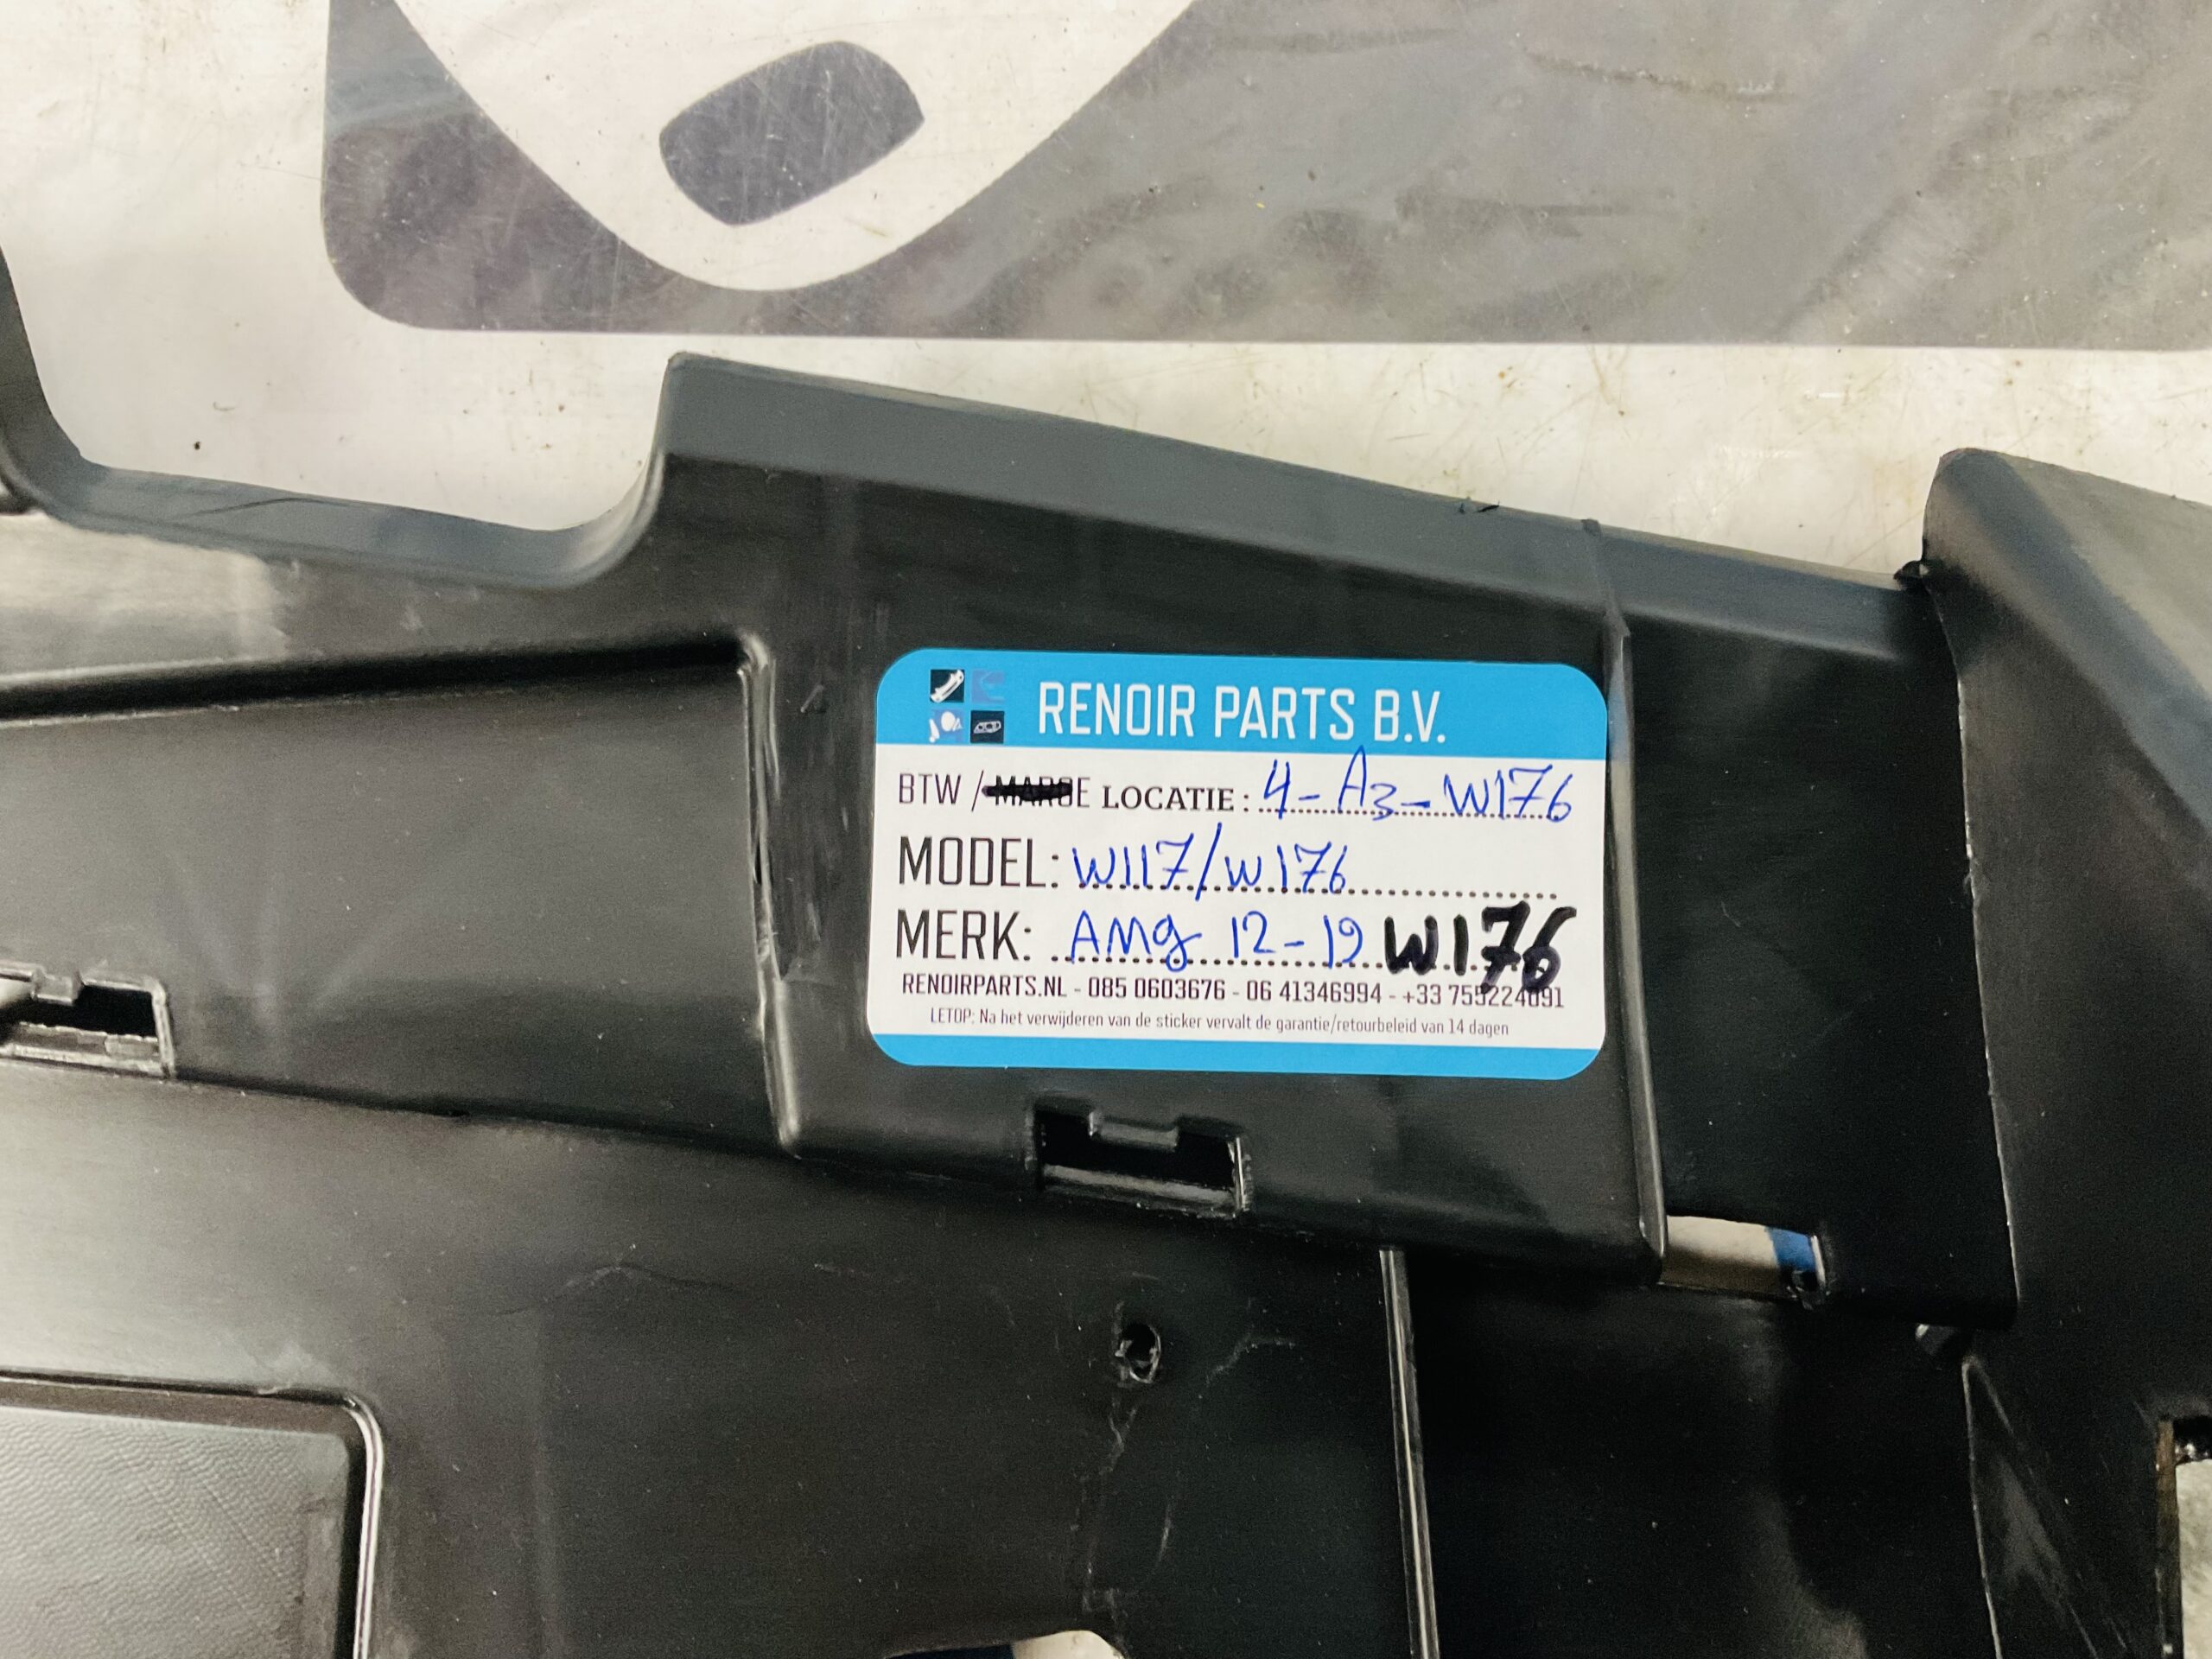 RENOIR PARTS B.V.
BTW / MARGE LOCATIE : 4-A3-W176
MODEL: W117/W176
MERK: AMg 12-19 W176
RENOIRPARTS.NL - 085 0603676 - 06 41346994 - +33 755224091
LETOP: Na het verwijderen van de sticker vervalt de garantie/retourbeleid van 14 dagen